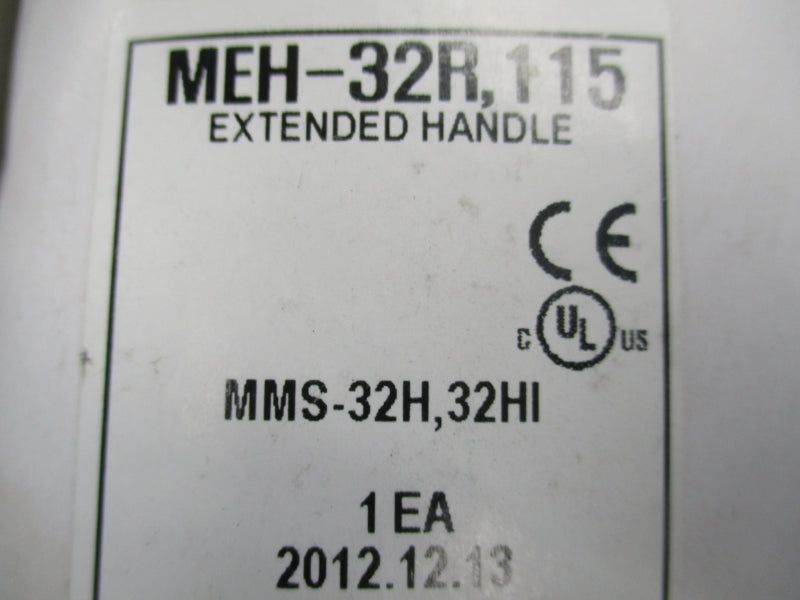 MEH-32R,115
EXTENDED HANDLE
CE
C UL US
MMS-32H,32HI
1 EA
2012.12.13